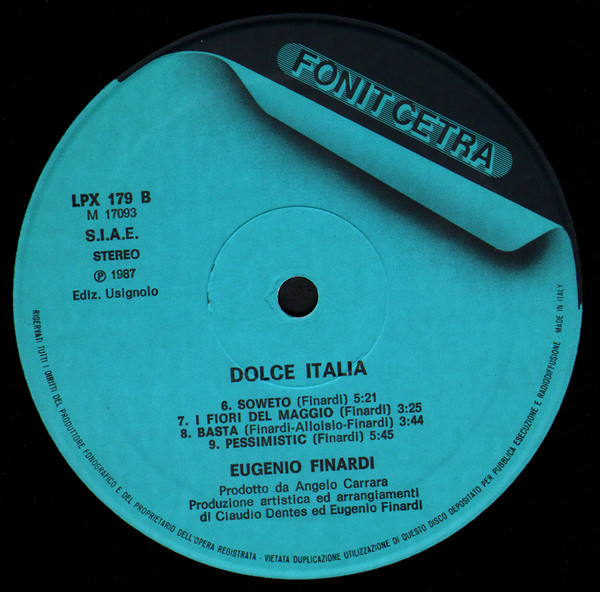 FONIT CETRA
LPX 179 B
M 17093
S.I.A.E.
STEREO
Ⓟ 1987
Ediz. Usignolo
DOLCE ITALIA
6. SOWETO (Finardi) 5:21
7. I FIORI DEL MAGGIO (Finardi) 3:25
8. BASTA (Finardi-Alloisio-Finardi) 3:44
9. PESSIMISTIC (Finardi) 5:45
EUGENIO FINARDI
Prodotto da Angelo Carrara
Produzione artistica ed arrangiamenti
di Claudio Dentes ed Eugenio Finardi
RISERVATI TUTTI I DIRITTI DEL PRODUTTORE FONOGRAFICO E DEL PROPRIETARIO DELL'OPERA REGISTRATA - VIETATA DUPLICAZIONE UTILIZZAZIONE DI QUESTO DISCO DEPOSITATO PER PUBBLICA ESECUZIONE E RADIODIFFUSIONE MADE IN ITALY